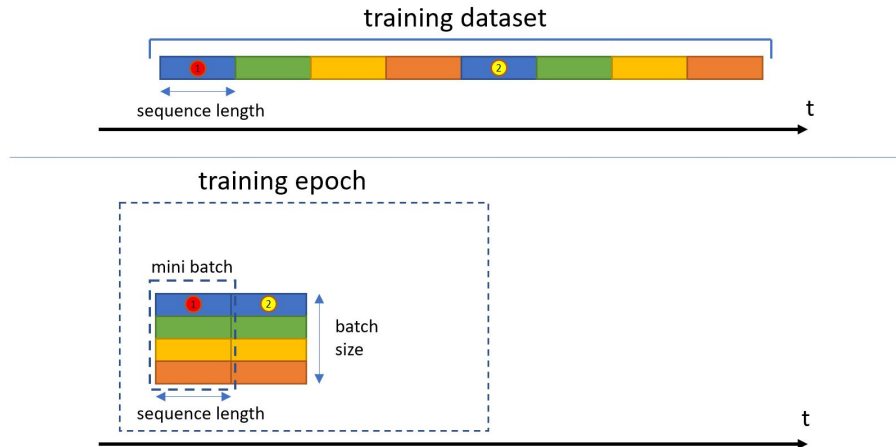 training dataset
1
2
sequence length
t
training epoch
mini batch
1
2
batch
size
sequence length
t